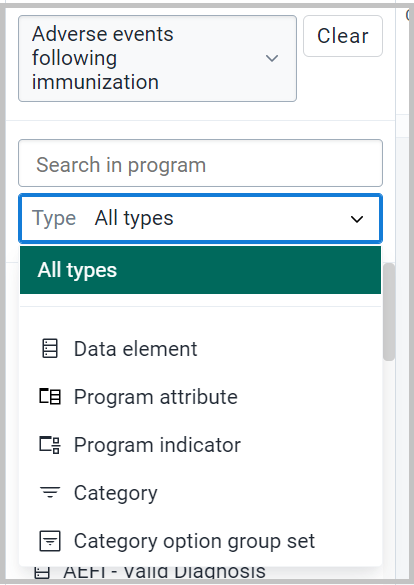 Adverse events
following
immunization
Clear
Search in program
Type All types
All types
Data element
Program attribute
Program indicator
Category
Category option group set
AEFI - Valid Diagnosis